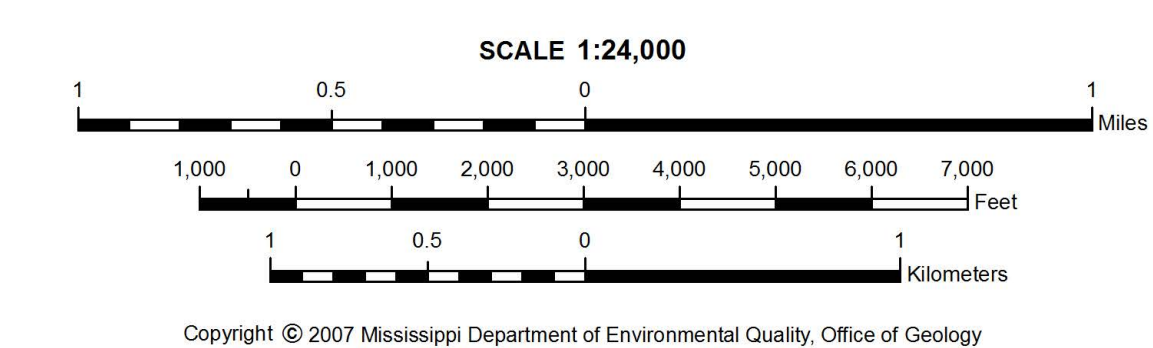 SCALE 1:24,000
1 0.5 0 1
Miles
1,000 0 1,000 2,000 3,000 4,000 5,000 6,000 7,000
Feet
1 0.5 0 1
Kilometers
Copyright © 2007 Mississippi Department of Environmental Quality, Office of Geology